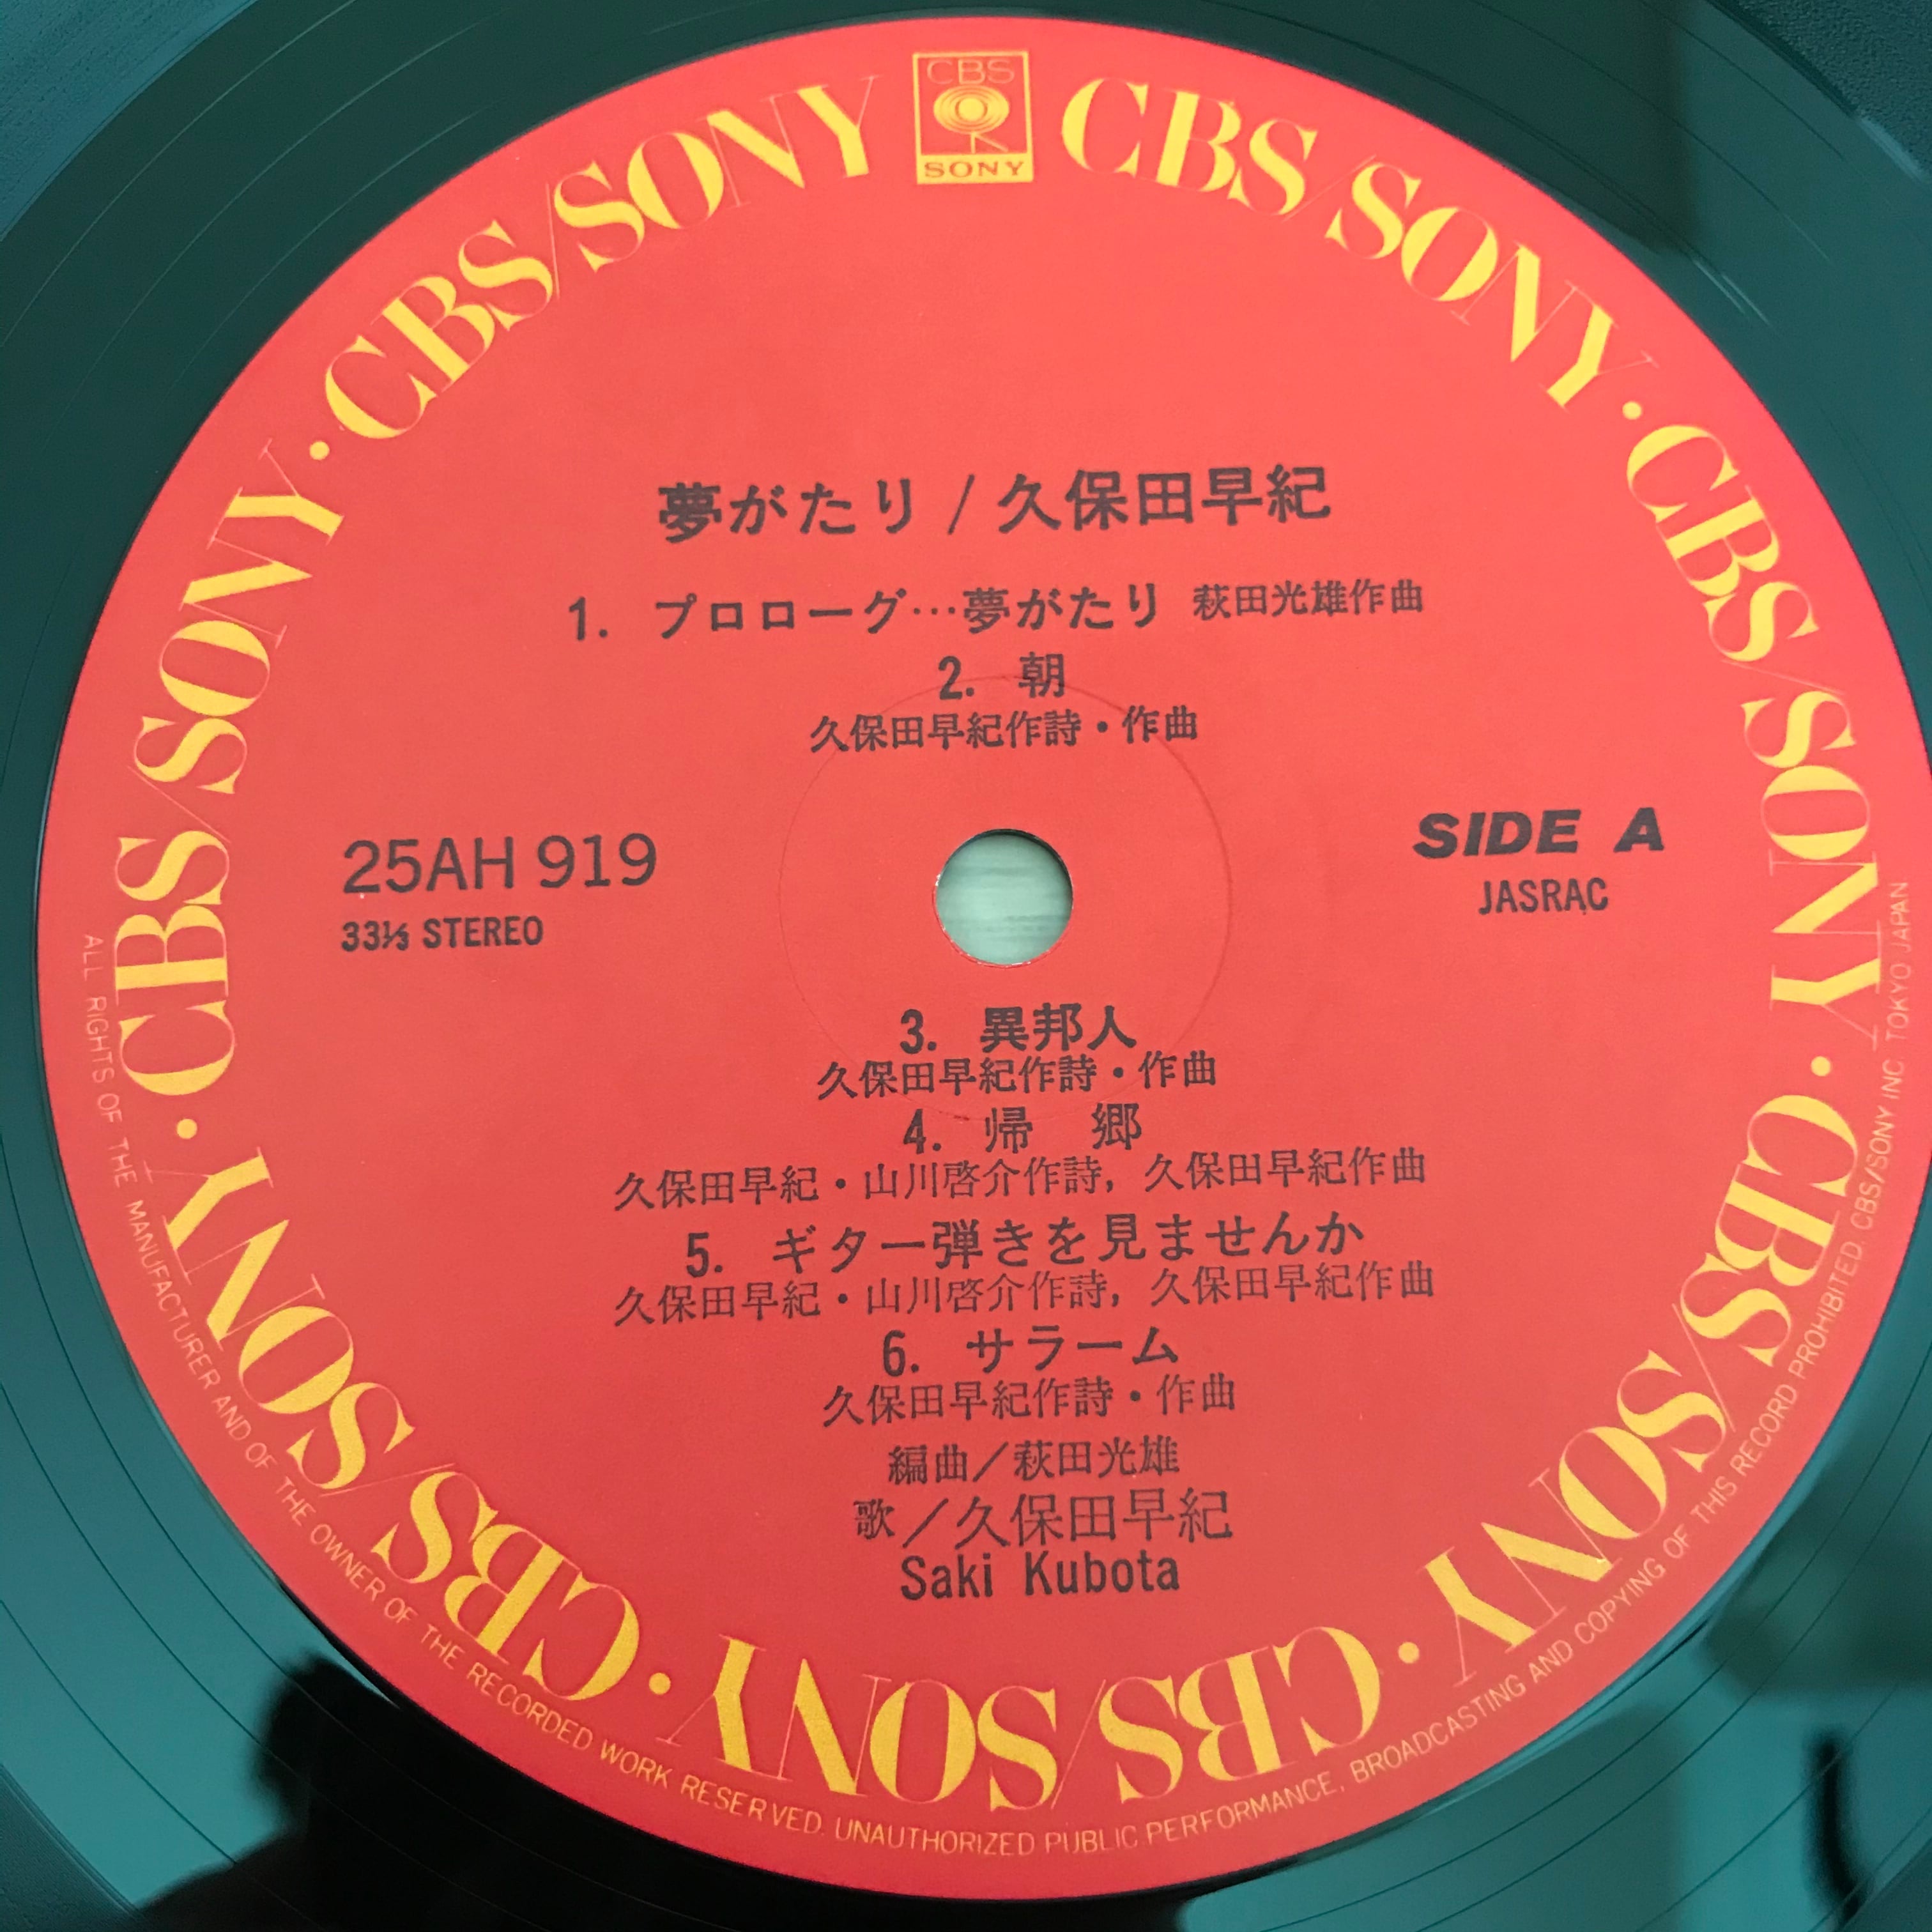 CBS
SONY
CBS/SONY · CBS/SONY · CBS/SONY · CBS/SONY · CBS/SONY · CBS/SONY · CBS/SONY · CBS/SONY
夢がたり / 久保田早紀
1. プロローグ…夢がたり 萩田光雄作曲
2. 朝
久保田早紀作詩・作曲
25AH 919
33⅓ STEREO
SIDE A
JASRAC
3. 異邦人
久保田早紀作詩・作曲
4. 帰 郷
久保田早紀・山川啓介作詩, 久保田早紀作曲
5. ギター弾きを見ませんか
久保田早紀・山川啓介作詩, 久保田早紀作曲
6. サラーム
久保田早紀作詩・作曲
編曲／萩田光雄
歌／久保田早紀
Saki Kubota
ALL RIGHTS OF THE MANUFACTURER AND OF THE OWNER OF THE RECORDED WORK RESERVED. UNAUTHORIZED PUBLIC PERFORMANCE, BROADCASTING AND COPYING OF THIS RECORD PROHIBITED. CBS/SONY INC TOKYO JAPAN